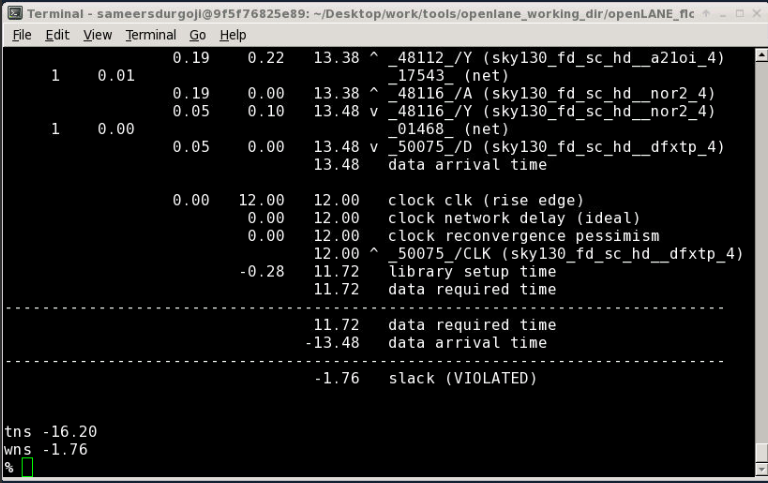 Terminal - sameersdurgoji@9f5f76825e89: ~/Desktop/work/tools/openlane_working_dir/openLANE_flc
File Edit View Terminal Go Help
0.19 0.22 13.38 ^ _48112_/Y (sky130_fd_sc_hd__a21oi_4)
1 0.01 _17543_ (net)
0.19 0.00 13.38 ^ _48116_/A (sky130_fd_sc_hd__nor2_4)
0.05 0.10 13.48 v _48116_/Y (sky130_fd_sc_hd__nor2_4)
1 0.00 _01468_ (net)
0.05 0.00 13.48 v _50075_/D (sky130_fd_sc_hd__dfxtp_4)
13.48 data arrival time
0.00 12.00 12.00 clock clk (rise edge)
0.00 12.00 clock network delay (ideal)
0.00 12.00 clock reconvergence pessimism
12.00 ^ _50075_/CLK (sky130_fd_sc_hd__dfxtp_4)
-0.28 11.72 library setup time
11.72 data required time
-----------------------------------------------------------------------------
11.72 data required time
-13.48 data arrival time
-----------------------------------------------------------------------------
-1.76 slack (VIOLATED)
tns -16.20
wns -1.76
%